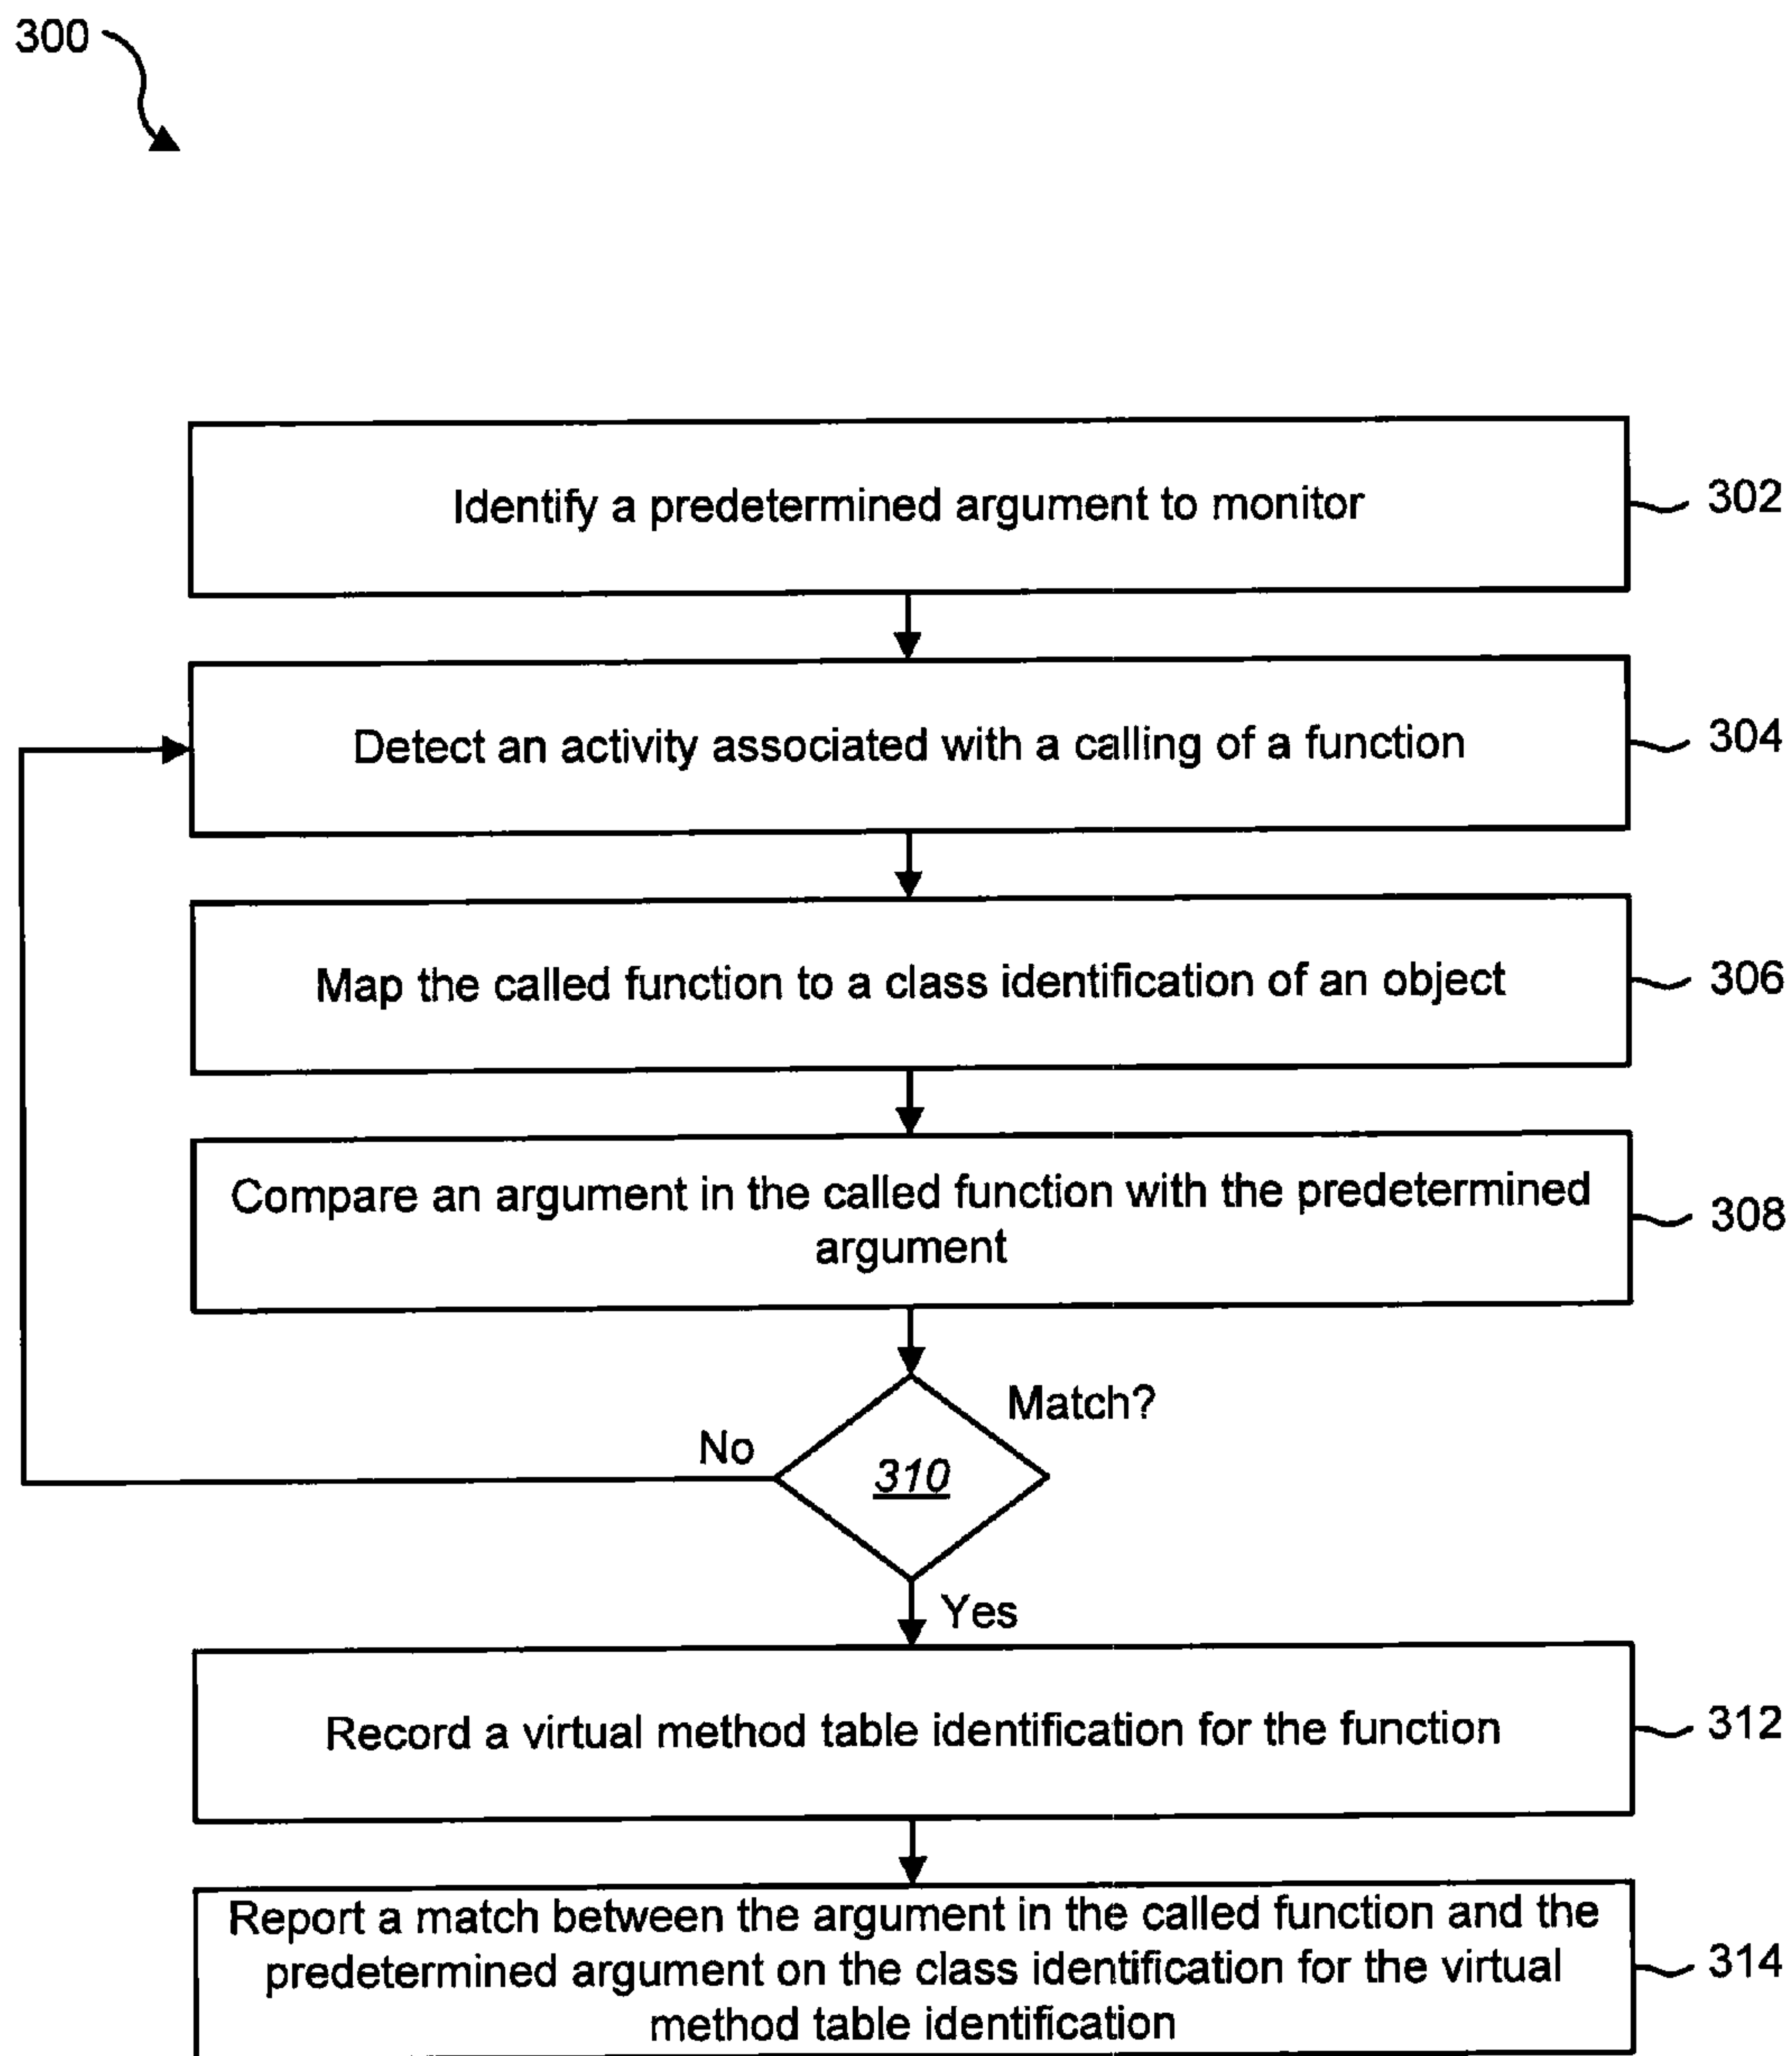 300
Identify a predetermined argument to monitor
302
Detect an activity associated with a calling of a function
304
Map the called function to a class identification of an object
306
Compare an argument in the called function with the predetermined
argument
308
Match?
No
310
Yes
Record a virtual method table identification for the function
312
Report a match between the argument in the called function and the
predetermined argument on the class identification for the virtual
method table identification
314